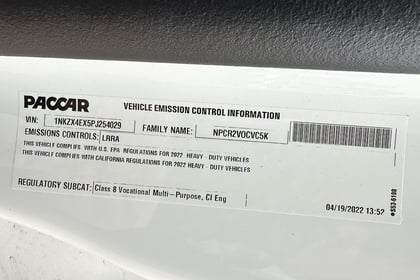 PACCAR VEHICLE EMISSION CONTROL INFORMATION
VIN: 1NKZX4EX5PJ254029 FAMILY NAME: NPCR2VOCVC5K
EMISSIONS CONTROLS: LRRA
THIS VEHICLE COMPLIES WITH U.S. EPA REGULATIONS FOR 2022 HEAVY - DUTY VEHICLES
THIS VEHICLE COMPLIES WITH CALIFORNIA REGULATIONS FOR 2022 HEAVY - DUTY VEHICLES
REGULATORY SUBCAT: Class 8 Vocational Multi - Purpose, CI Eng
04/19/2022 13:52
S53-6190